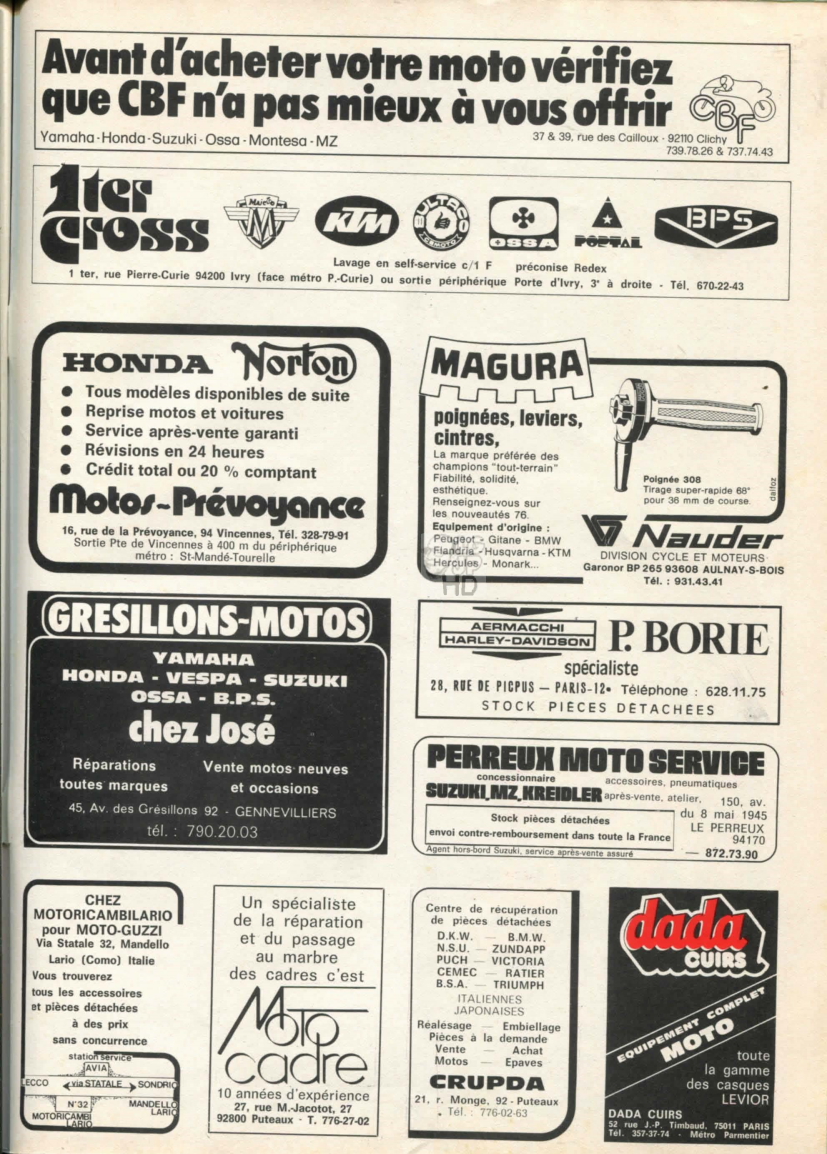 Avant d'acheter votre moto vérifiez
que CBF n'a pas mieux à vous offrir
CBF
Yamaha - Honda - Suzuki - Ossa - Montesa - MZ
37 & 39, rue des Cailloux - 92110 Clichy
739.78.26 & 737.74.43
1ter
cross
Maico
M
KTM
BULTACO
CEMOTO
OSSA
PORTAL
BPS
Lavage en self-service c/1 F préconise Redex
1 ter, rue Pierre-Curie 94200 Ivry (face métro P.-Curie) ou sortie périphérique Porte d'Ivry, 3e à droite - Tél. 670-22-43
HONDA Norton
● Tous modèles disponibles de suite
● Reprise motos et voitures
● Service après-vente garanti
● Révisions en 24 heures
● Crédit total ou 20 % comptant
Motos-Prévoyance
16, rue de la Prévoyance, 94 Vincennes, Tél. 328-79-91
Sortie Pte de Vincennes à 400 m du périphérique
métro : St-Mandé-Tourelle
MAGURA
poignées, leviers,
cintres,
La marque préférée des
champions "tout-terrain"
Fiabilité, solidité,
esthétique.
Renseignez-vous sur
les nouveautés 76.
Equipement d'origine :
Peugeot - Gitane - BMW
Flandria - Husqvarna - KTM
Hercules - Monark...
HD
Poignée 308
Tirage super-rapide 68°
pour 36 mm de course.
dalfoz
Nauder
DIVISION CYCLE ET MOTEURS
Garonor BP 265 93608 AULNAY-S-BOIS
Tél. : 931.43.41
GRESILLONS-MOTOS
YAMAHA
HONDA - VESPA - SUZUKI
OSSA - B.P.S.
chez José
Réparations
toutes marques
Vente motos neuves
et occasions
45, Av. des Grésillons 92 - GENNEVILLIERS
tél. : 790.20.03
AERMACCHI
HARLEY-DAVIDSON
P. BORIE
spécialiste
28, RUE DE PICPUS — PARIS-12• Téléphone : 628.11.75
STOCK PIÈCES DÉTACHÉES
PERREUX MOTO SERVICE
concessionnaire
SUZUKI, MZ, KREIDLER
accessoires, pneumatiques
après-vente, atelier,
150, av.
du 8 mai 1945
LE PERREUX
94170
— 872.73.90
Stock pièces détachées
envoi contre-remboursement dans toute la France
Agent hors-bord Suzuki, service après-vente assuré
CHEZ
MOTORICAMBILARIO
pour MOTO-GUZZI
Via Statale 32, Mandello
Lario (Como) Italie
Vous trouverez
tous les accessoires
et pièces détachées
à des prix
sans concurrence
station service
AVIA
LECCO via STATALE SONDRIO
N°32
MOTORICAMBI
LARIO
MANDELLO
LARIO
Un spécialiste
de la réparation
et du passage
au marbre
des cadres c'est
Moto
cadre
10 années d'expérience
27, rue M.-Jacotot, 27
92800 Puteaux - T. 776-27-02
Centre de récupération
de pièces détachées
D.K.W. — B.M.W.
N.S.U. — ZUNDAPP
PUCH — VICTORIA
CEMEC — RATIER
B.S.A. — TRIUMPH
ITALIENNES
JAPONAISES
Réalésage — Embiellage
Pièces à la demande
Vente — Achat
Motos — Epaves
CRUPDA
21, r. Monge, 92 - Puteaux
Tél. : 776-02-63
dada
CUIRS
EQUIPEMENT COMPLET
MOTO
toute
la gamme
des casques
LEVIOR
DADA CUIRS
52 rue J.-P. Timbaud, 75011 PARIS
Tél. 357-37-74 - Métro Parmentier